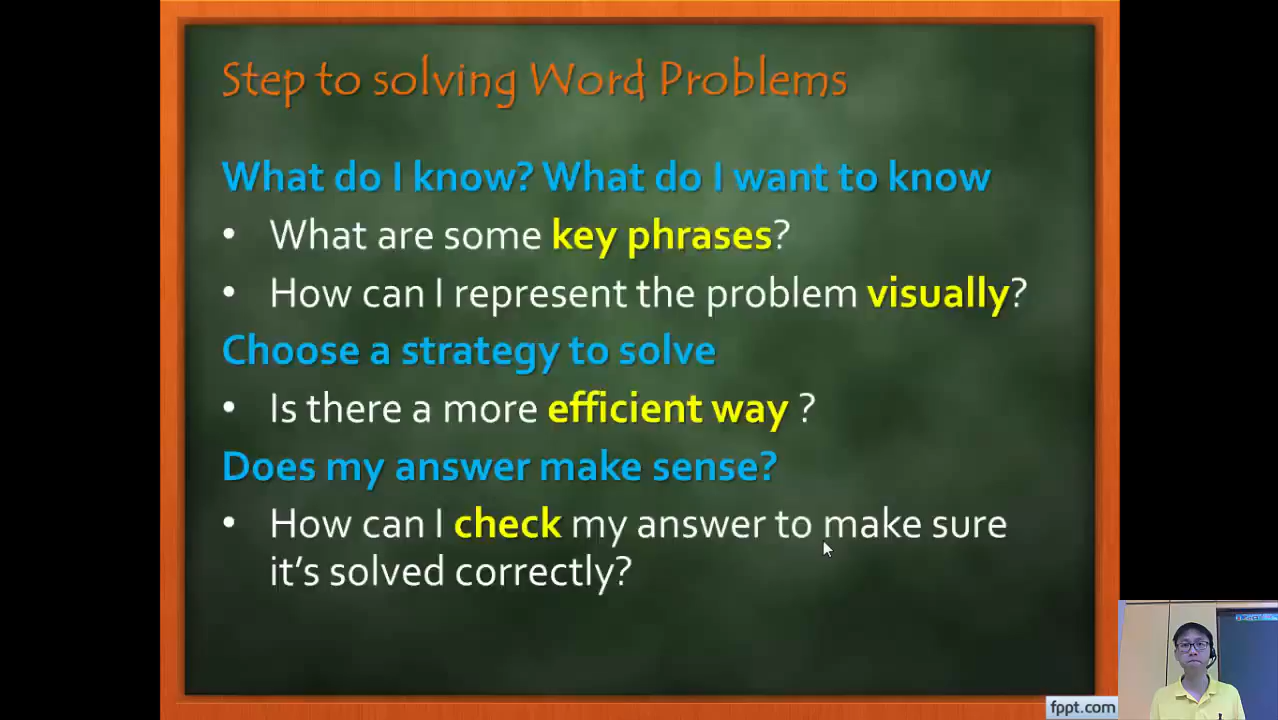 Step to solving Word Problems
What do I know? What do I want to know
• What are some key phrases?
• How can I represent the problem visually?
Choose a strategy to solve
• Is there a more efficient way ?
Does my answer make sense?
• How can I check my answer to make sure
it's solved correctly?
fppt.com